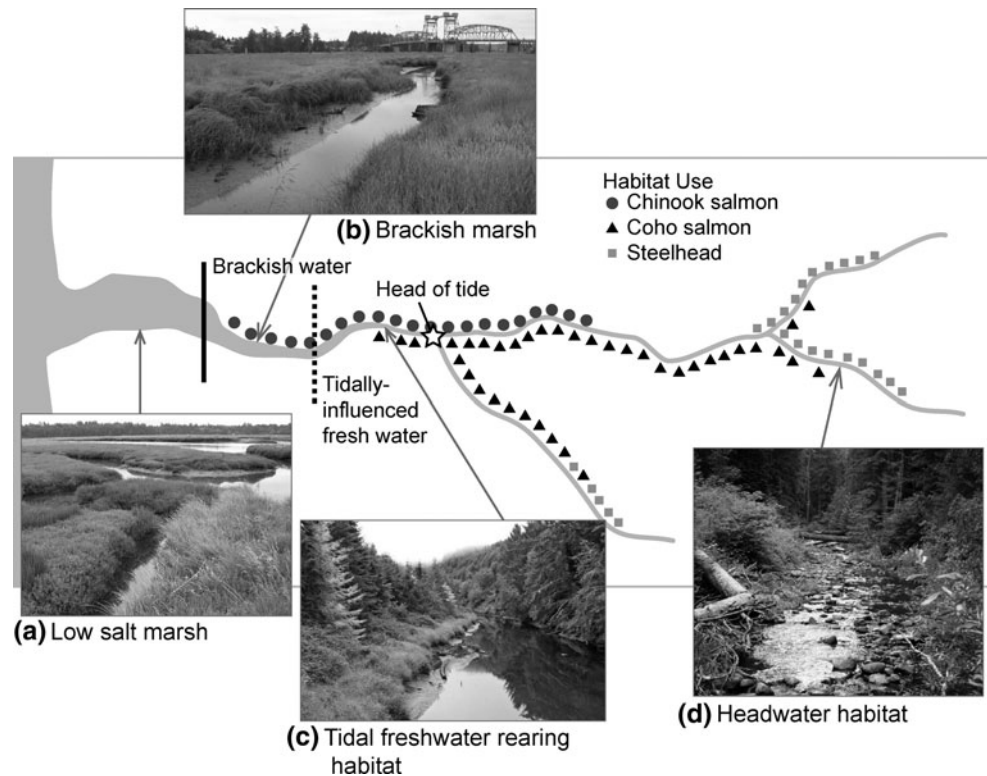 (b) Brackish marsh
Habitat Use
Chinook salmon
Coho salmon
Steelhead
Brackish water
Head of tide
Tidally-
influenced
fresh water
(a) Low salt marsh
(c) Tidal freshwater rearing
habitat
(d) Headwater habitat